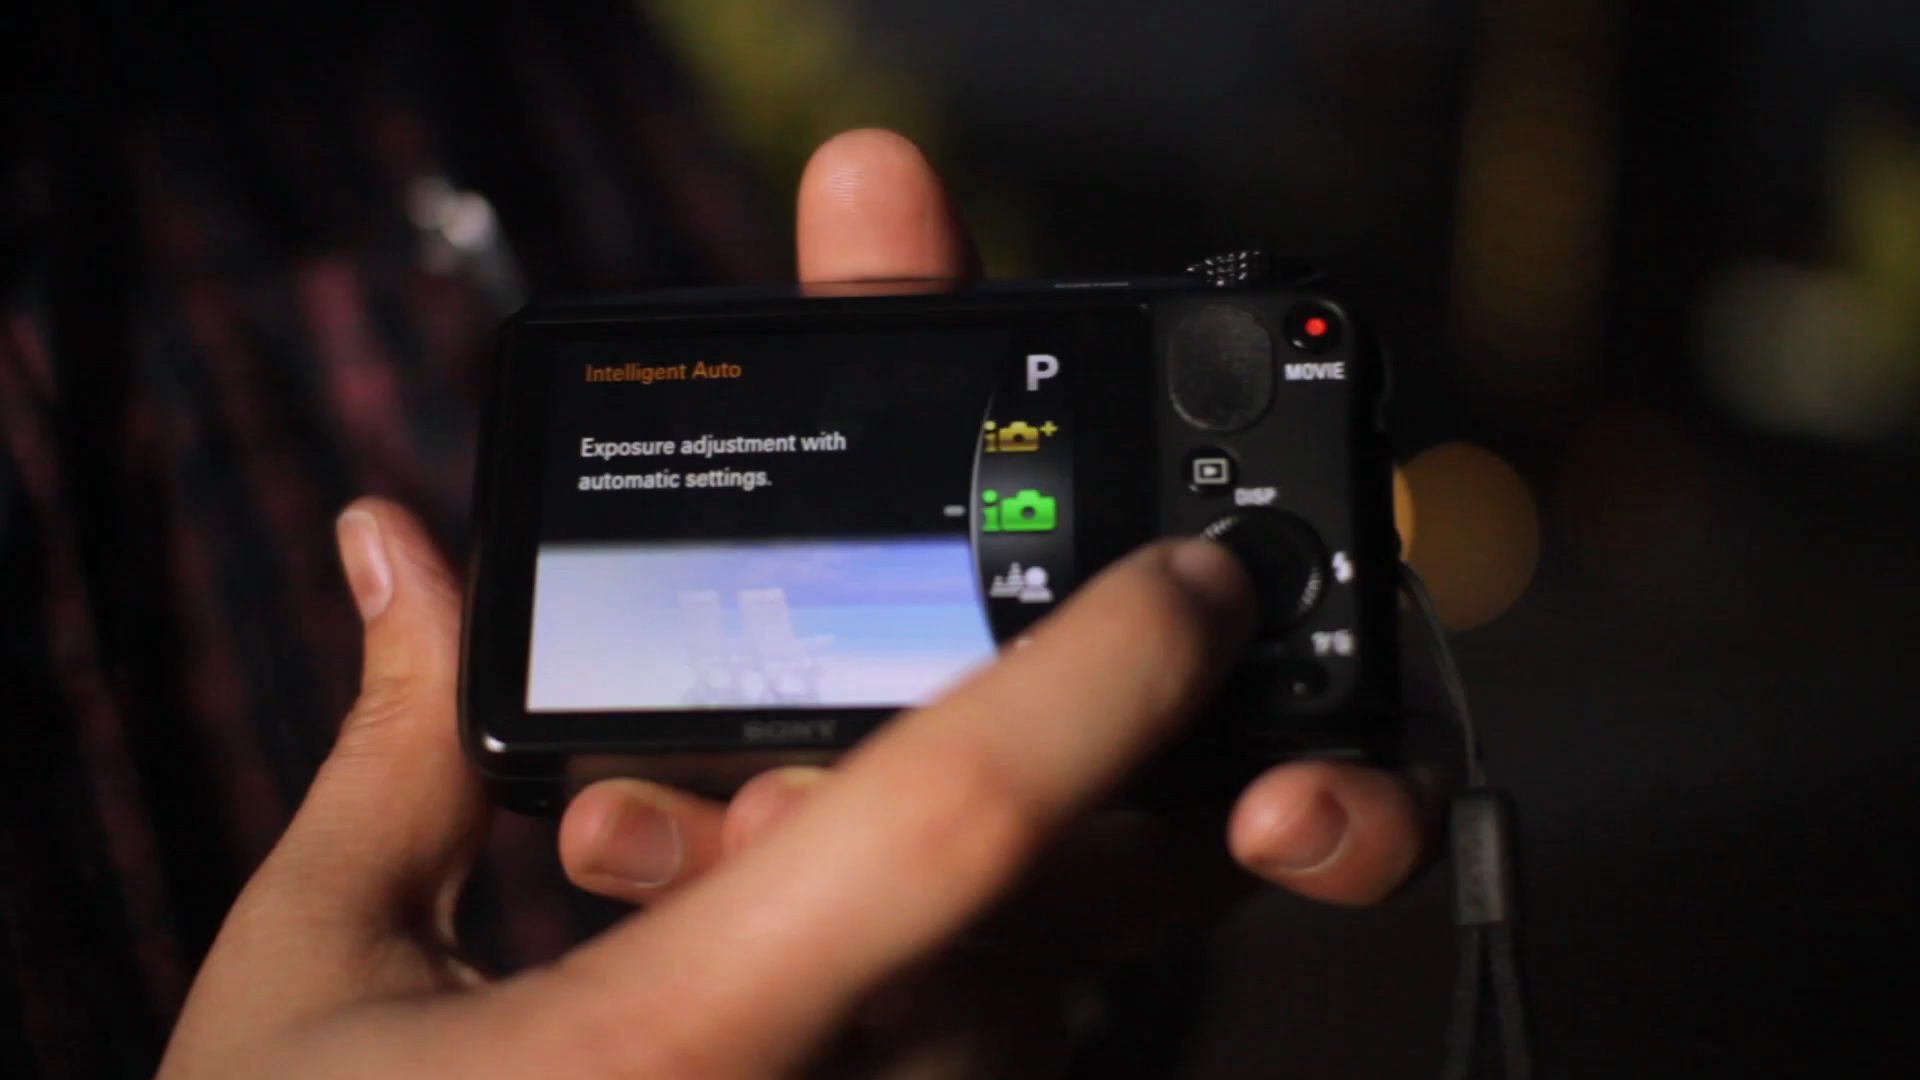 Intelligent Auto
Exposure adjustment with
automatic settings.
P
MOVIE
DISP
SONY